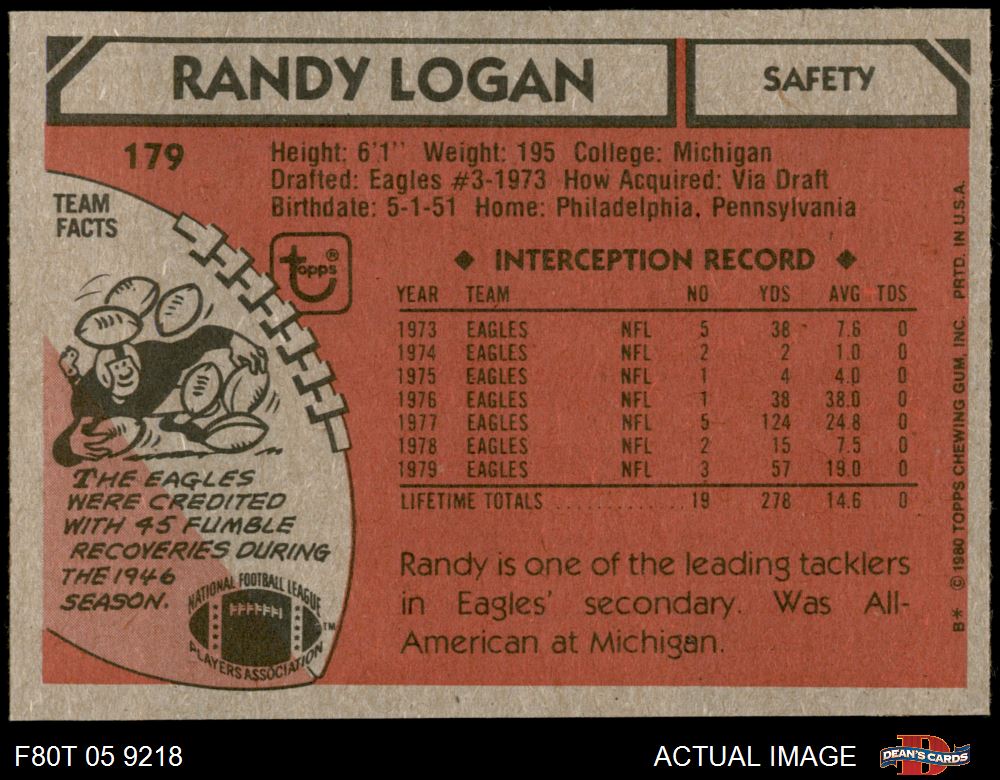 RANDY LOGAN
SAFETY
179
Height: 6'1" Weight: 195 College: Michigan
Drafted: Eagles #3-1973 How Acquired: Via Draft
Birthdate: 5-1-51 Home: Philadelphia, Pennsylvania
TEAM
FACTS
topps®
◆ INTERCEPTION RECORD ◆
YEAR TEAM NO YDS AVG TDS
1973 EAGLES NFL 5 38 7.6 0
1974 EAGLES NFL 2 2 1.0 0
1975 EAGLES NFL 1 4 4.0 0
1976 EAGLES NFL 1 38 38.0 0
1977 EAGLES NFL 5 124 24.8 0
1978 EAGLES NFL 2 15 7.5 0
1979 EAGLES NFL 3 57 19.0 0
LIFETIME TOTALS ............ 19 278 14.6 0
THE EAGLES
WERE CREDITED
WITH 45 FUMBLE
RECOVERIES DURING
THE 1946
SEASON.
NATIONAL FOOTBALL LEAGUE
PLAYERS ASSOCIATION
TM
Randy is one of the leading tacklers
in Eagles' secondary. Was All-
American at Michigan.
B* © 1980 TOPPS CHEWING GUM, INC. PRTD. IN U.S.A.
F80T 05 9218
ACTUAL IMAGE
DEAN'S CARDS